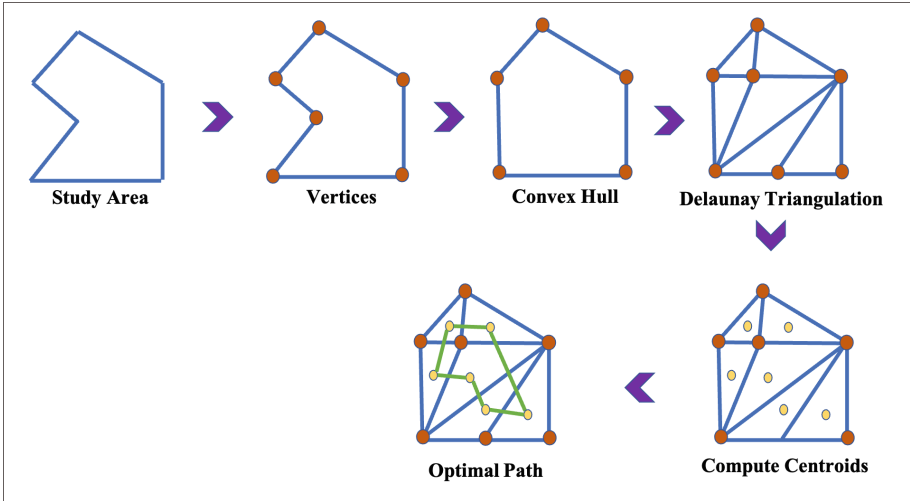 Study Area
Vertices
Convex Hull
Delaunay Triangulation
Optimal Path
Compute Centroids